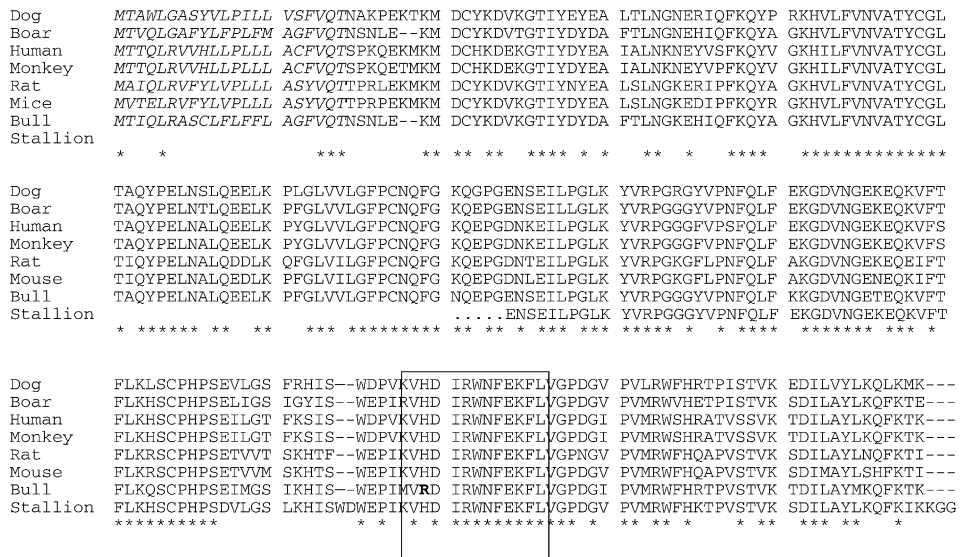 Dog MTAWLGASYVLPILL VSFVQTNAKPEKTKM DCYKDVKGTIYEYEA LTLNGNERIQFKQYP RKHVLFVNVATYCGL
Boar MTVQLGAFYLFPLFM AGFVQTNSNLE--KM DCYKDVTGTIYDYDA FTLNGNEHIQFKQYA GKHVLFVNVATYCGL
Human MTTQLRVVHLLPLLL ACFVQTSPKQEKMKM DCHKDEKGTIYDYEA IALNKNEYVSFKQYV GKHILFVNVATYCGL
Monkey MTTQLRVVHLLPLLL ACFVQTSPKQETMKM DCHKDEKGTIYDYEA IALNKNEYVPFKQYV GKHILFVNVATYCGL
Rat MAIQLRVFYLVPLLL ASYVQTTPRLEKMKM DCYKDVKGTIYNYEA LSLNGKERIPFKQYA GKHVLFVNVATYCGL
Mice MVTELRVFYLVPLLL ASYVQTTPRPEKMKM DCYKDVKGTIYDYEA LSLNGKEDIPFKQYR GKHVLFVNVATYCGL
Bull MTIQLRASCLFLFFL AGFVQTNSNLE--KM DCYKDVKGTIYDYDA FTLNGKEHIQFKQYA GKHVLFVNVATYCGL
Stallion
* * *** ** ** ** **** * * ** * **** **************
Dog TAQYPELNSLQEELK PLGLVVLGFPCNQFG KQGPGENSEILPGLK YVRPGRGYVPNFQLF EKGDVNGEKEQKVFT
Boar TAQYPELNTLQEELK PFGLVVLGFPCNQFG KQEPGENSEILLGLK YVRPGGGYVPNFQLF EKGDVNGEKEQKVFT
Human TAQYPELNALQEELK PYGLVVLGFPCNQFG KQEPGDNKEILPGLK YVRPGGGFVPSFQLF EKGDVNGEKEQKVFS
Monkey TAQYPELNALQEELK PYGLVVLGFPCNQFG KQEPGDNKEILPGLK YVRPGGGFVPNFQLF EKGDVNGEKEQKVFS
Rat TIQYPELNALQDDLK QFGLVILGFPCNQFG KQEPGDNTEILPGLK YVRPGKGFLPNFQLF AKGDVNGEKEQEIFT
Mouse TIQYPELNALQEDLK PFGLVILGFPCNQFG KQEPGDNLEILPGLK YVRPGKGFLPNFQLF AKGDVNGENEQKIFT
Bull TAQYPELNALQEELK PFGLVVLGFPCNQFG NQEPGENSEILPGLK YVRPGGGYVPNFQLF KKGDVNGETEQKVFT
Stallion .....ENSEILPGLK YVRPGGGYVPNFQLF EKGDVNGEKEQKVFT
* ****** ** ** *** ********* * ** * *** *** ***** * * **** ****** ** *
Dog FLKLSCPHPSEVLGS FRHIS--WDPVKVHD IRWNFEKFLVGPDGV PVLRWFHRTPISTVK EDILVYLKQLKMK---
Boar FLKHSCPHPSELIGS IGYIS-WEPIRVHD IRWNFEKFLVGPDGV PVMRWVHETPISTVK SDILAYLKQFKTE---
Human FLKHSCPHPSEILGT FKSIS--WDPVKVHD IRWNFEKFLVGPDGI PVMRWSHRATVSSVK TDILAYLKQFKTK---
Monkey FLKHSCPHPSEILGT FKSIS--WDPVKVHD IRWNFEKFLVGPDGI PVMRWSHRATVSSVK TDILAYLKQFKTK---
Rat FLKRSCPHPSETVVT SKHTF--WEPIKVHD IRWNFEKFLVGPNGV PVMRWFHQAPVSTVK SDILAYLNQFKTI---
Mouse FLKRSCPHPSETVVM SKHTS--WEPIKVHD IRWNFEKFLVGPDGV PVMRWFHQAPVSTVK SDIMAYLSHFKTI---
Bull FLKQSCPHPSEIMGS IKHIS--WEPIMVRD IRWNFEKFLVGPDGI PVMRWFHRTPVSTVK TDILAYMKQFKTK---
Stallion FLKHSCPHPSDVLGS LKHISWDWEPIKVHD IRWNFEKFLVGPDGV PVMRWFHKTPVSTVK TDILAYLKQFKIKKGG
********** * * * * ************ * ** ** * ** *** ** *